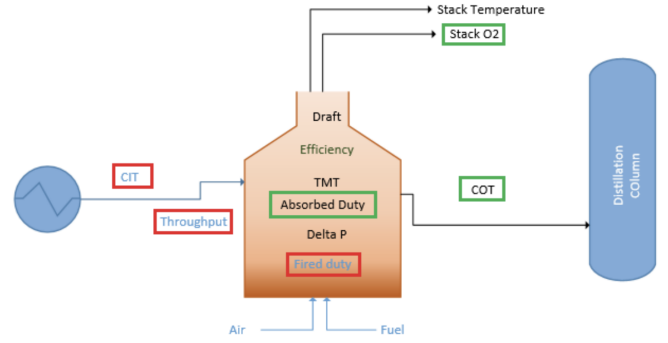 Stack Temperature
Stack O2
Draft
Efficiency
CIT
TMT
Absorbed Duty
COT
Throughput
Delta P
Fired duty
Air
Fuel
Distillation
COlumn